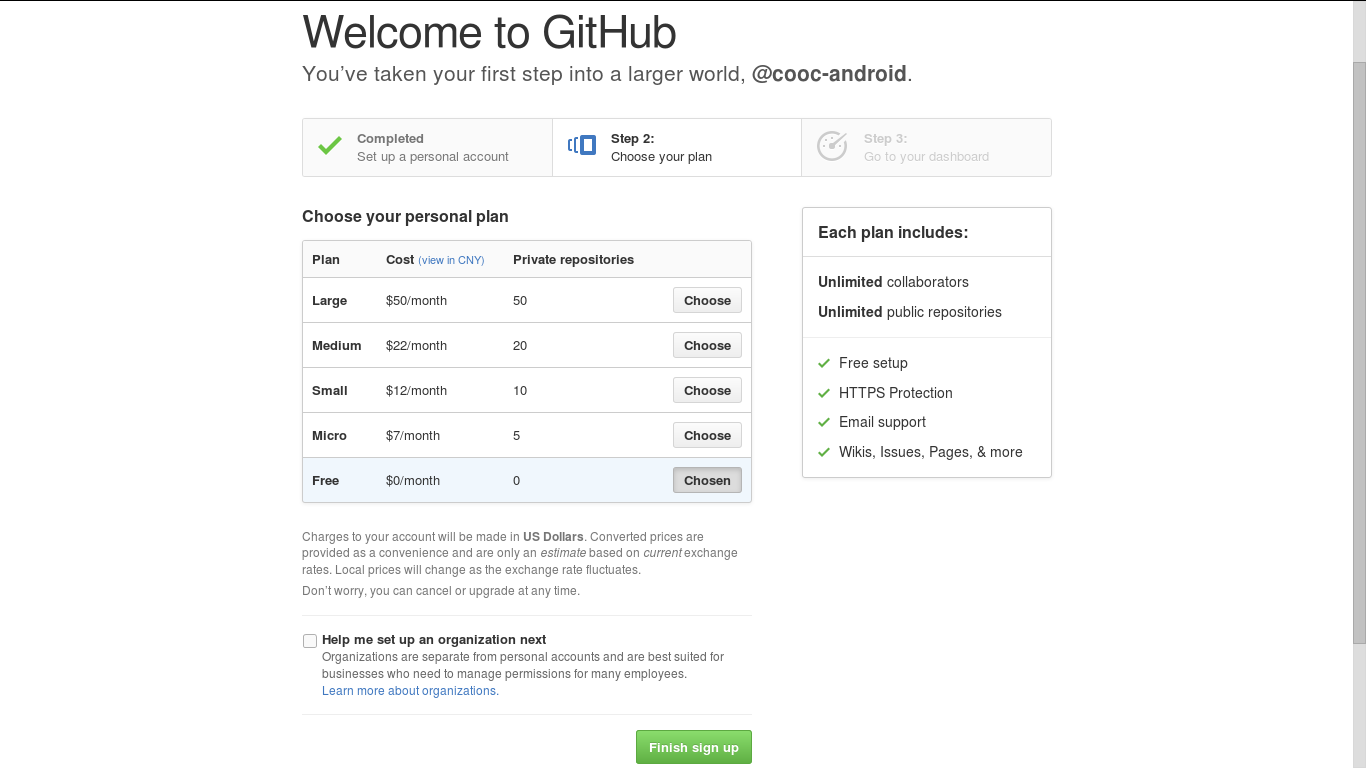 Welcome to GitHub
You’ve taken your first step into a larger world, @cooc-android.
Completed
Set up a personal account
Step 2:
Choose your plan
Step 3:
Go to your dashboard
Choose your personal plan
Plan Cost (view in CNY) Private repositories
Large $50/month 50 Choose
Medium $22/month 20 Choose
Small $12/month 10 Choose
Micro $7/month 5 Choose
Free $0/month 0 Chosen
Charges to your account will be made in US Dollars. Converted prices are
provided as a convenience and are only an estimate based on current exchange
rates. Local prices will change as the exchange rate fluctuates.
Don’t worry, you can cancel or upgrade at any time.
Help me set up an organization next
Organizations are separate from personal accounts and are best suited for
businesses who need to manage permissions for many employees.
Learn more about organizations.
Finish sign up
Each plan includes:
Unlimited collaborators
Unlimited public repositories
Free setup
HTTPS Protection
Email support
Wikis, Issues, Pages, & more